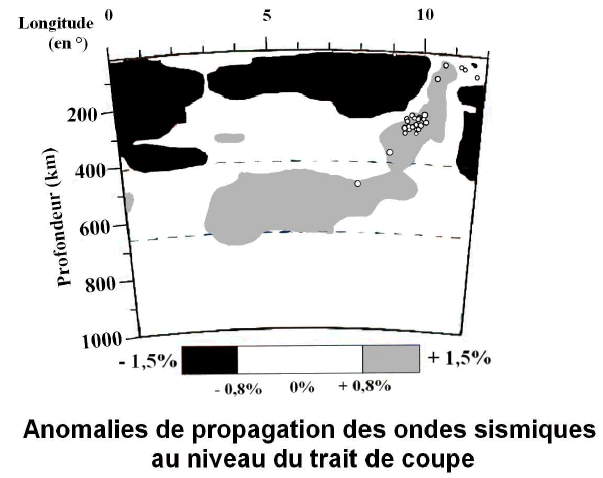 Longitude
(en °)
0 5 10
200
400
600
800
1000
Profondeur (km)
- 1,5% + 1,5%
- 0,8% 0% + 0,8%
Anomalies de propagation des ondes sismiques
au niveau du trait de coupe